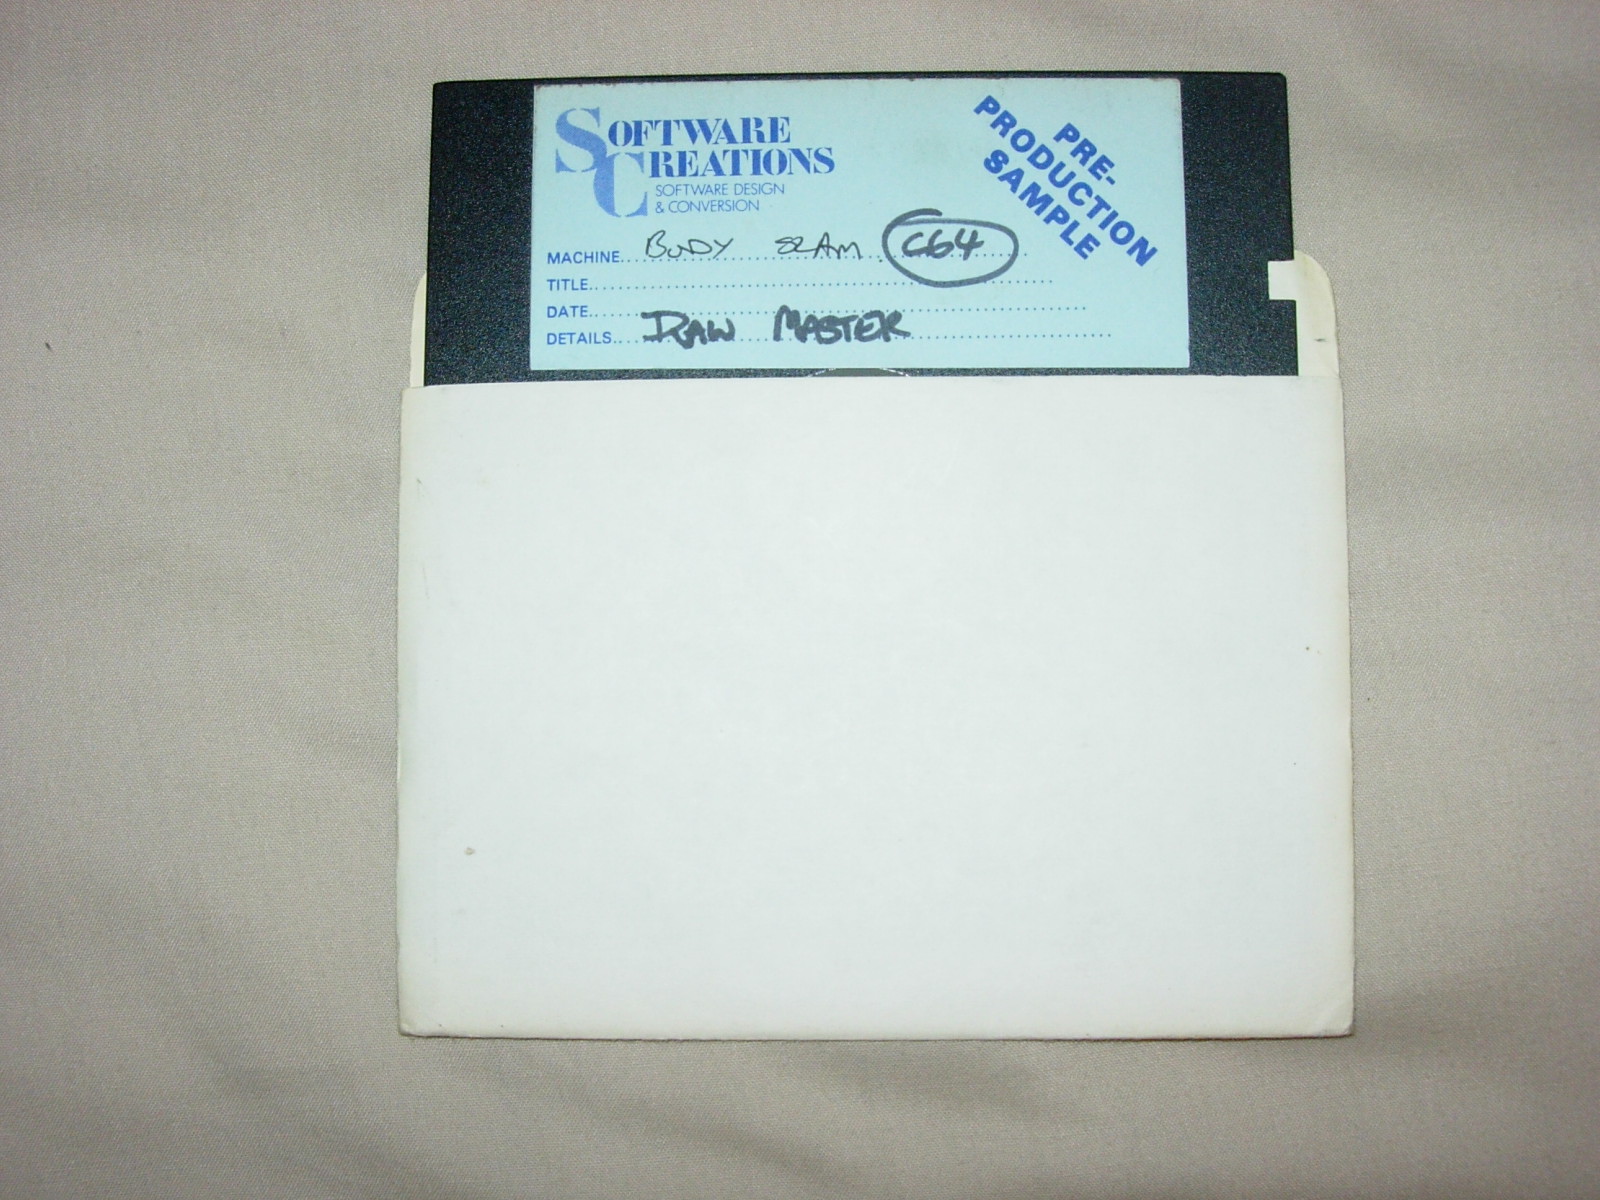 SOFTWARE
CREATIONS
SOFTWARE DESIGN
& CONVERSION
PRE-
PRODUCTION
SAMPLE
MACHINE BODY SLAM C64
TITLE
DATE
DETAILS RAW MASTER